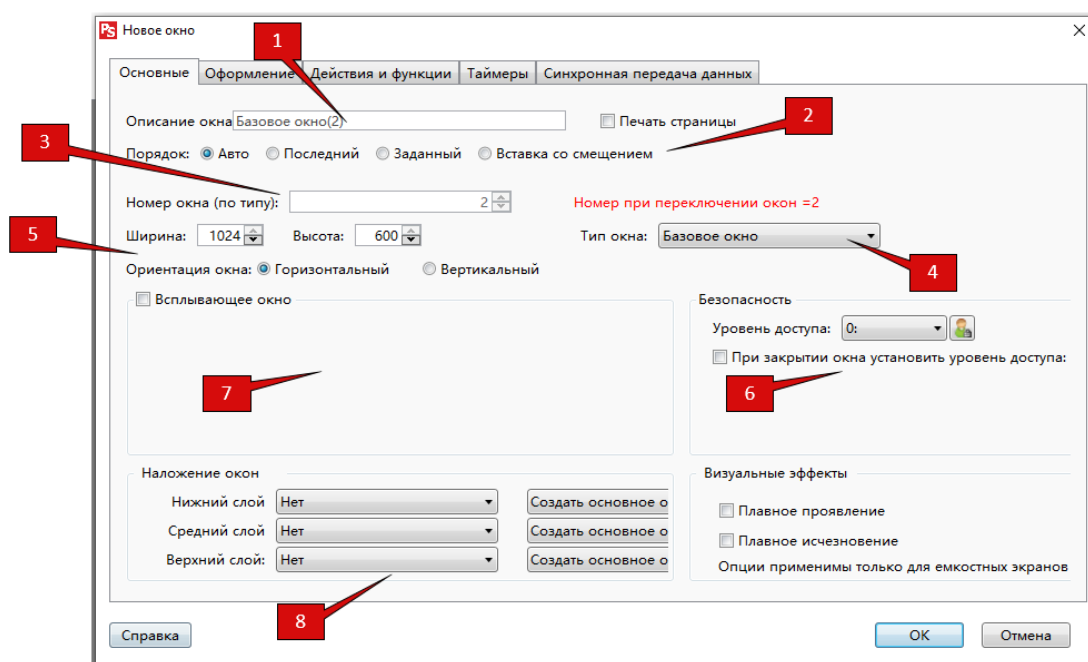 PS Новое окно
1
Основные Оформление Действия и функции Таймеры Синхронная передача данных
Описание окна Базовое окно(2) Печать страницы
2
3
Порядок: Авто Последний Заданный Вставка со смещением
Номер окна (по типу): 2 Номер при переключении окон =2
5
Ширина: 1024 Высота: 600 Тип окна: Базовое окно
Ориентация окна: Горизонтальный Вертикальный
4
Всплывающее окно
Безопасность
Уровень доступа: 0:
При закрытии окна установить уровень доступа:
7
6
Наложение окон
Визуальные эффекты
Нижний слой Нет Создать основное о
Плавное проявление
Средний слой Нет Создать основное о
Плавное исчезновение
Верхний слой: Нет Создать основное о
Опции применимы только для емкостных экранов
8
Справка OK Отмена